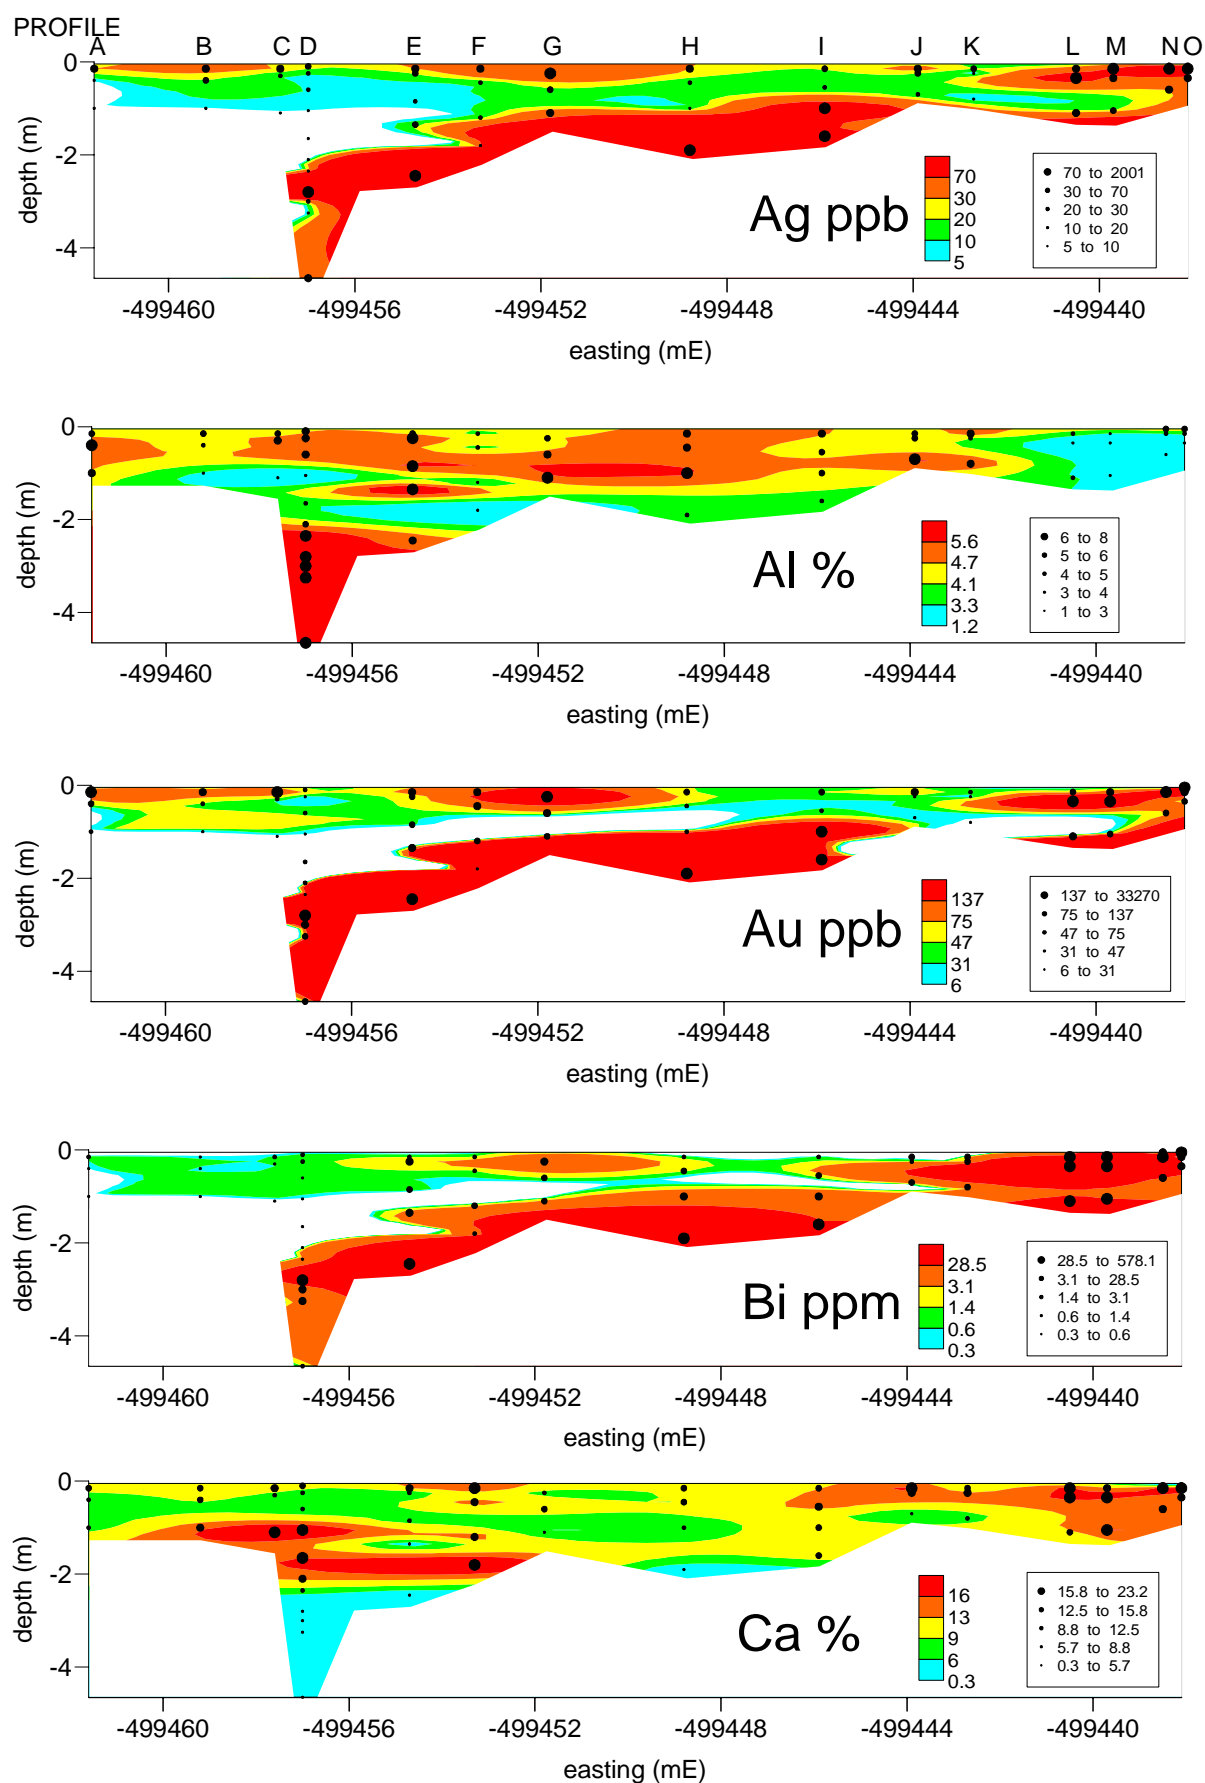 PROFILE
A B C D E F G H I J K L M N O
0
-2
-4
depth (m)
Ag ppb
70
30
20
10
5
70 to 2001
30 to 70
20 to 30
10 to 20
5 to 10
-499460 -499456 -499452 -499448 -499444 -499440
easting (mE)
0
-2
-4
depth (m)
Al %
5.6
4.7
4.1
3.3
1.2
6 to 8
5 to 6
4 to 5
3 to 4
1 to 3
-499460 -499456 -499452 -499448 -499444 -499440
easting (mE)
0
-2
-4
depth (m)
Au ppb
137
75
47
31
6
137 to 33270
75 to 137
47 to 75
31 to 47
6 to 31
-499460 -499456 -499452 -499448 -499444 -499440
easting (mE)
0
-2
-4
depth (m)
Bi ppm
28.5
3.1
1.4
0.6
0.3
28.5 to 578.1
3.1 to 28.5
1.4 to 3.1
0.6 to 1.4
0.3 to 0.6
-499460 -499456 -499452 -499448 -499444 -499440
easting (mE)
0
-2
-4
depth (m)
Ca %
16
13
9
6
0.3
15.8 to 23.2
12.5 to 15.8
8.8 to 12.5
5.7 to 8.8
0.3 to 5.7
-499460 -499456 -499452 -499448 -499444 -499440
easting (mE)